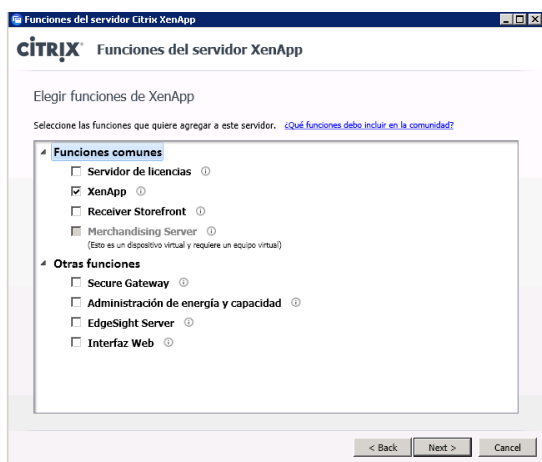 Funciones del servidor Citrix XenApp
CİTRIX Funciones del servidor XenApp
Elegir funciones de XenApp
Seleccione las funciones que quiere agregar a este servidor. ¿Qué funciones debo incluir en la comunidad?
Funciones comunes
Servidor de licencias
XenApp
Receiver Storefront
Merchandising Server
(Esto es un dispositivo virtual y requiere un equipo virtual)
Otras funciones
Secure Gateway
Administración de energía y capacidad
EdgeSight Server
Interfaz Web
< Back Next > Cancel